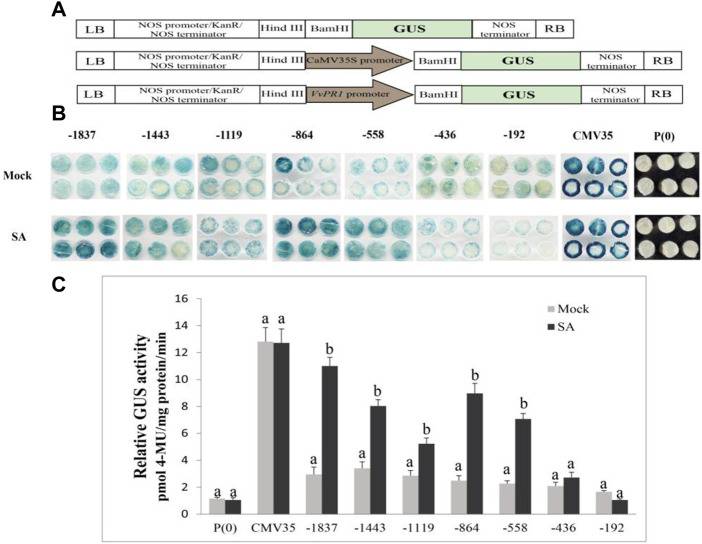 A
LB NOS promoter/KanR/ NOS terminator Hind III BamHI GUS NOS terminator RB
LB NOS promoter/KanR/ NOS terminator Hind III CaMV35S promoter BamHI GUS NOS terminator RB
LB NOS promoter/KanR/ NOS terminator Hind III VvPR1 promoter BamHI GUS NOS terminator RB
B
-1837 -1443 -1119 -864 -558 -436 -192 CMV35 P(0)
Mock
SA
C
Relative GUS activity
pmol 4-MU/mg protein/min
16
14
12
10
8
6
4
2
0
Mock
SA
a a a a a b a b a b a b a b a a a a
P(0) CMV35 -1837 -1443 -1119 -864 -558 -436 -192